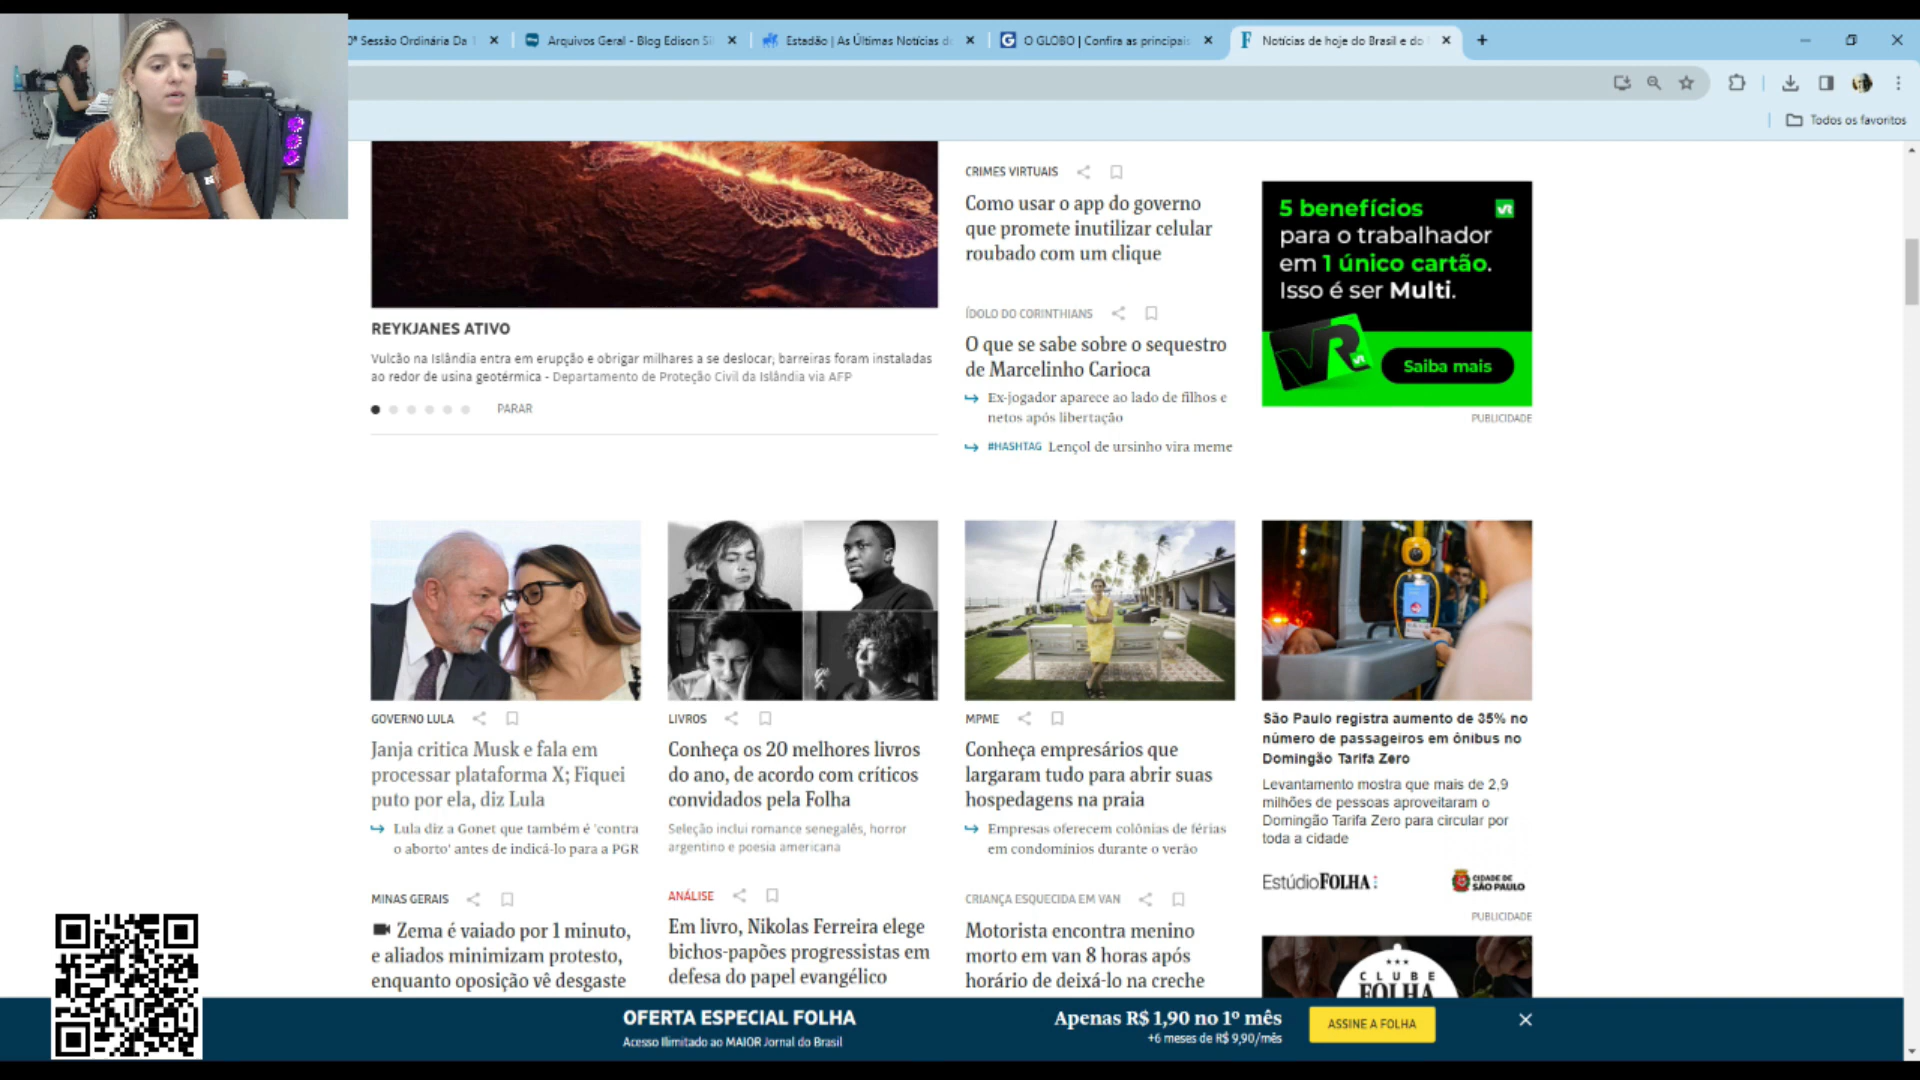 0ª Sessão Ordinária Da
Arquivos Geral - Blog Edison Si
Estadão | As Últimas Notícias d
O GLOBO | Confira as principais
Notícias de hoje do Brasil e do
Todos os favoritos
REYKJANES ATIVO
Vulcão na Islândia entra em erupção e obrigar milhares a se deslocar; barreiras foram instaladas
ao redor de usina geotérmica - Departamento de Proteção Civil da Islândia via AFP
PARAR
CRIMES VIRTUAIS
Como usar o app do governo
que promete inutilizar celular
roubado com um clique
ÍDOLO DO CORINTHIANS
O que se sabe sobre o sequestro
de Marcelinho Carioca
Ex-jogador aparece ao lado de filhos e
netos após libertação
#HASHTAG Lençol de ursinho vira meme
5 benefícios
para o trabalhador
em 1 único cartão.
Isso é ser Multi.
VR
Saiba mais
PUBLICIDADE
GOVERNO LULA
Janja critica Musk e fala em
processar plataforma X; Fiquei
puto por ela, diz Lula
Lula diz a Gonet que também é 'contra
o aborto' antes de indicá-lo para a PGR
MINAS GERAIS
Zema é vaiado por 1 minuto,
e aliados minimizam protesto,
enquanto oposição vê desgaste
LIVROS
Conheça os 20 melhores livros
do ano, de acordo com críticos
convidados pela Folha
Seleção inclui romance senegalês, horror
argentino e poesia americana
ANÁLISE
Em livro, Nikolas Ferreira elege
bichos-papões progressistas em
defesa do papel evangélico
MPME
Conheça empresários que
largaram tudo para abrir suas
hospedagens na praia
Empresas oferecem colônias de férias
em condomínios durante o verão
CRIANÇA ESQUECIDA EM VAN
Motorista encontra menino
morto em van 8 horas após
horário de deixá-lo na creche
São Paulo registra aumento de 35% no
número de passageiros em ônibus no
Domingão Tarifa Zero
Levantamento mostra que mais de 2,9
milhões de pessoas aproveitaram o
Domingão Tarifa Zero para circular por
toda a cidade
EstúdioFOLHA:
CIDADE DE
SÃO PAULO
PUBLICIDADE
CLUBE
FOLHA
OFERTA ESPECIAL FOLHA
Acesso Ilimitado ao MAIOR Jornal do Brasil
Apenas R$ 1,90 no 1º mês
+6 meses de R$ 9,90/mês
ASSINE A FOLHA